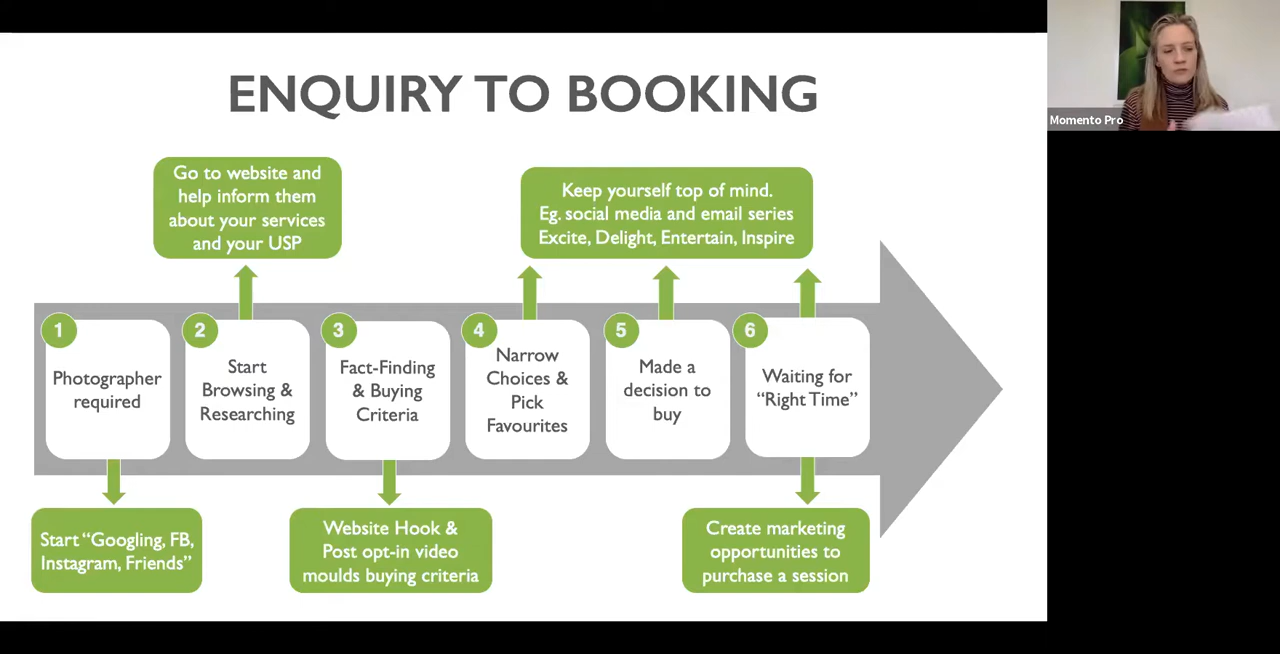 ENQUIRY TO BOOKING
Momento Pro
Go to website and
help inform them
about your services
and your USP
Keep yourself top of mind.
Eg. social media and email series
Excite, Delight, Entertain, Inspire
1
Photographer
required
2
Start
Browsing &
Researching
3
Fact-Finding
& Buying
Criteria
4
Narrow
Choices &
Pick
Favourites
5
Made a
decision to
buy
6
Waiting for
“Right Time”
Start “Googling, FB,
Instagram, Friends”
Website Hook &
Post opt-in video
moulds buying criteria
Create marketing
opportunities to
purchase a session